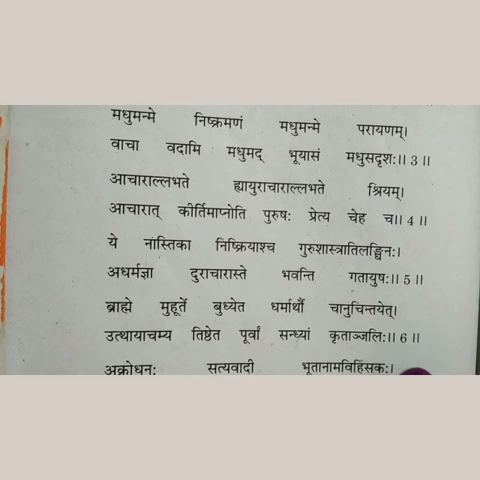 मधुमन्मे निष्क्रमणं मधुमन्मे परायणम्।
वाचा वदामि मधुमद् भूयासं मधुसदृशः।। 3 ।।
आचाराल्लभते ह्यायुराचाराल्लभते श्रियम्।
आचारात् कीर्तिमाप्नोति पुरुषः प्रेत्य चेह च।। 4 ।।
ये नास्तिका निष्क्रियाश्च गुरुशास्त्रातिलङ्घिनः।
अधर्मज्ञा दुराचारास्ते भवन्ति गतायुषः।। 5 ।।
ब्राह्मे मुहूर्ते बुध्येत धर्मार्थौ चानुचिन्तयेत्।
उत्थायाचम्य तिष्ठेत पूर्वां सन्ध्यां कृताञ्जलिः।। 6 ।।
अक्रोधनः सत्यवादी भूतानामविहिंसकः।